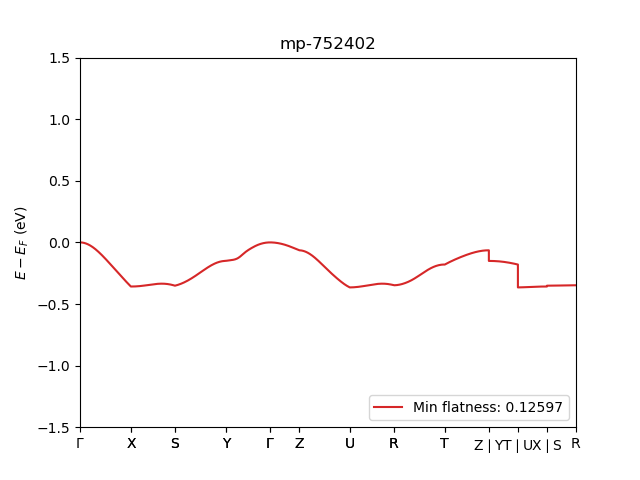 mp-752402
1.5
1.0
0.5
0.0
−0.5
−1.0
−1.5
E − E_F (eV)
Min flatness: 0.12597
Γ X S Y Γ Z U R T Z | YT | UX | S R